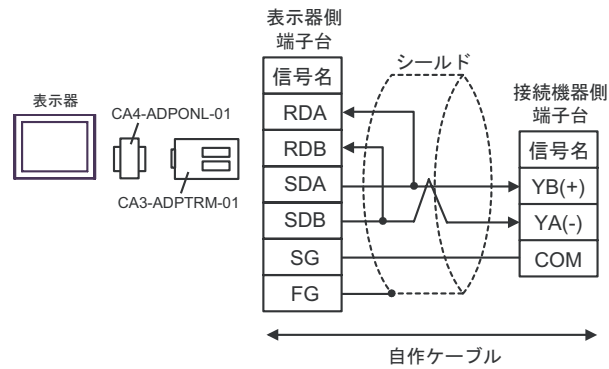 表示器
CA4-ADPONL-01
CA3-ADPTRM-01
表示器側
端子台
信号名
RDA
RDB
SDA
SDB
SG
FG
シールド
接続機器側
端子台
信号名
YB(+)
YA(-)
COM
自作ケーブル